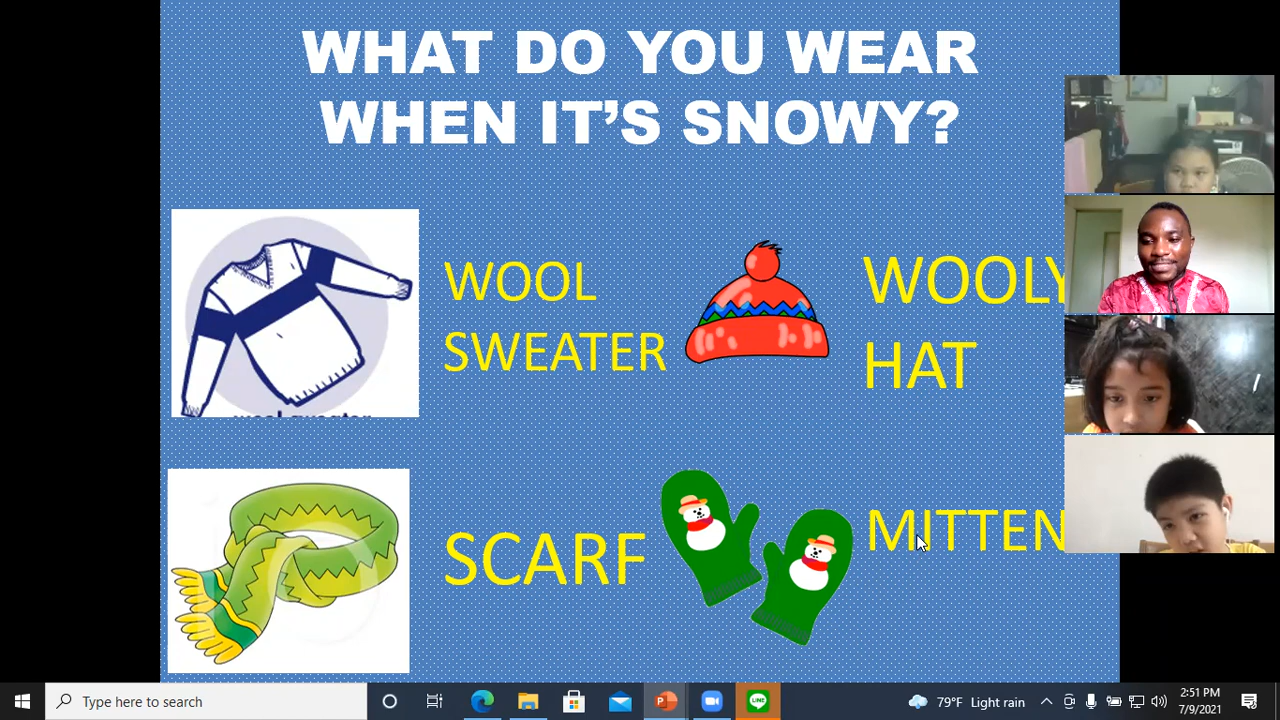 WHAT DO YOU WEAR
WHEN IT'S SNOWY?
WOOL
SWEATER
WOOLY
HAT
SCARF
MITTEN
Type here to search
79°F Light rain
2:51 PM
7/9/2021
LINE